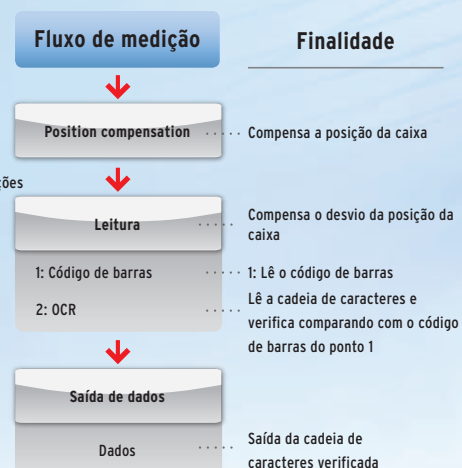 Fluxo de medição
Finalidade
Position compensation
Compensa a posição da caixa
ções
Leitura
Compensa o desvio da posição da
caixa
1: Código de barras
1: Lê o código de barras
2: OCR
Lê a cadeia de caracteres e
verifica comparando com o código
de barras do ponto 1
Saída de dados
Dados
Saída da cadeia de
caracteres verificada